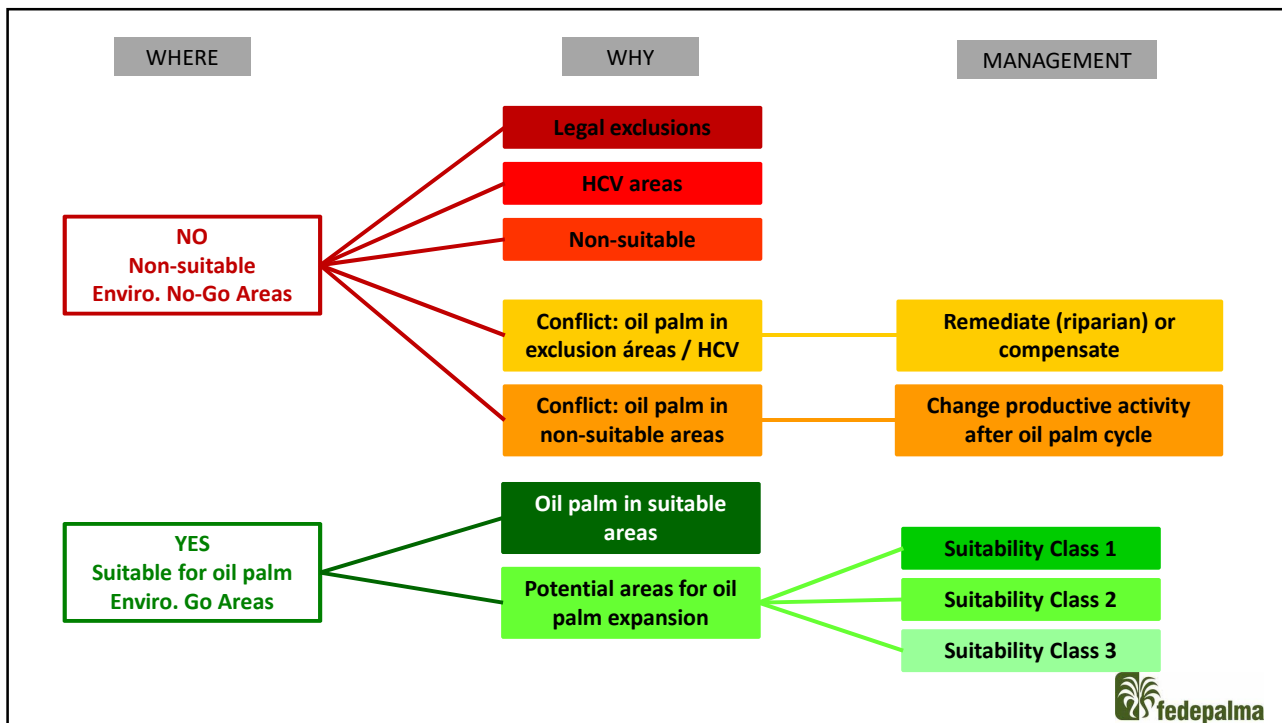 WHERE
WHY
MANAGEMENT
Legal exclusions
HCV areas
Non-suitable
NO
Non-suitable
Enviro. No-Go Areas
Conflict: oil palm in
exclusion áreas / HCV
Remediate (riparian) or
compensate
Conflict: oil palm in
non-suitable areas
Change productive activity
after oil palm cycle
YES
Suitable for oil palm
Enviro. Go Areas
Oil palm in suitable
areas
Potential areas for oil
palm expansion
Suitability Class 1
Suitability Class 2
Suitability Class 3
fedepalma